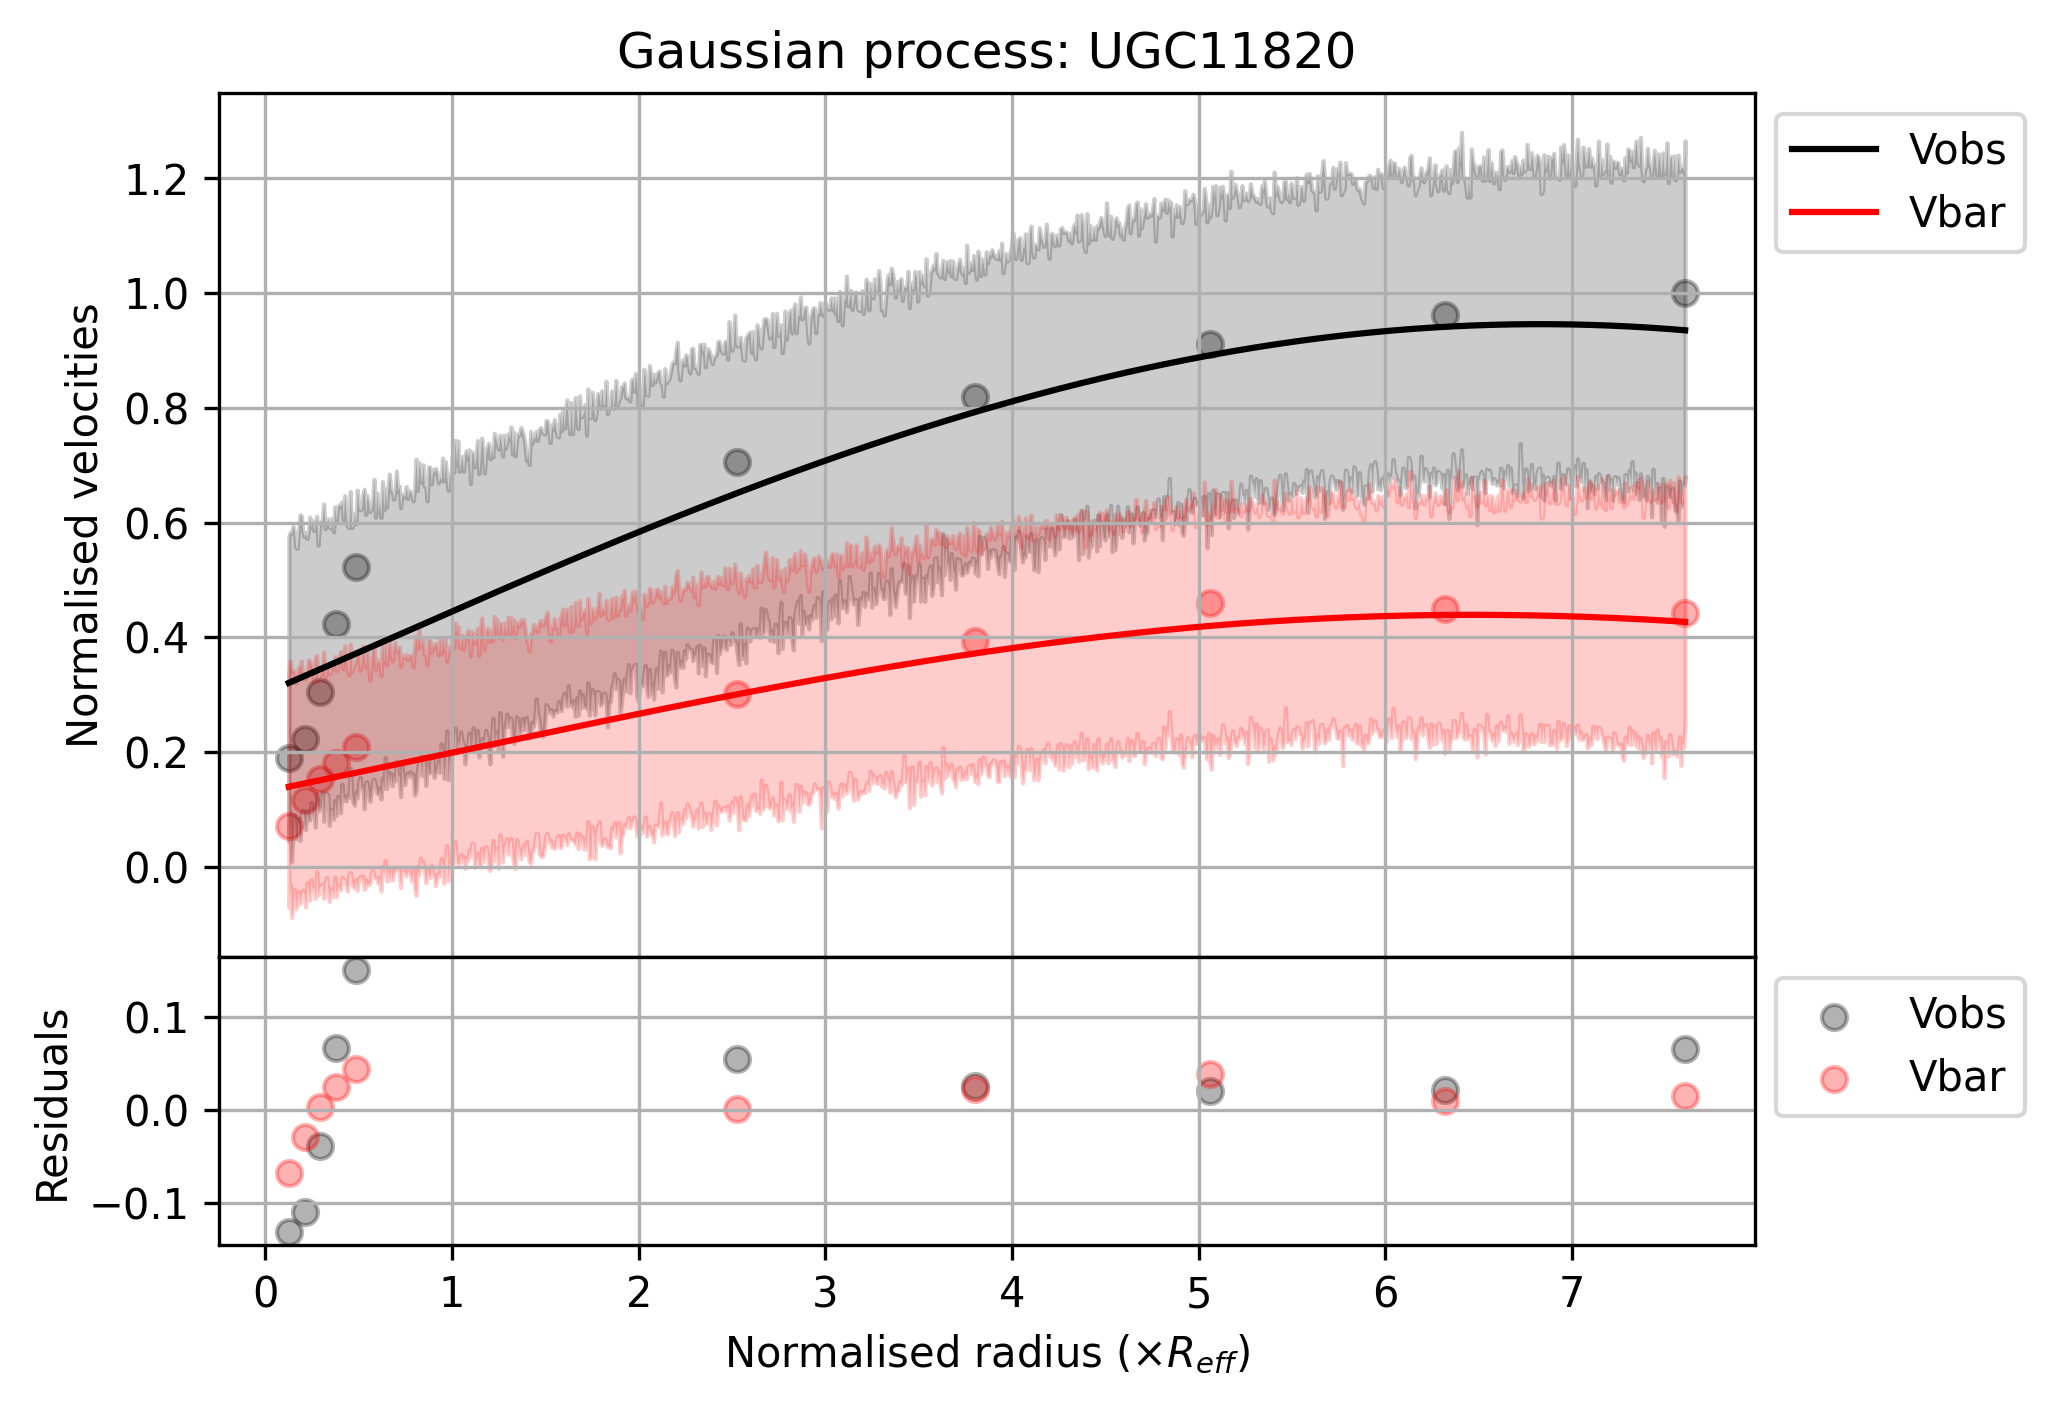 Gaussian process: UGC11820
Normalised velocities
1.2
1.0
0.8
0.6
0.4
0.2
0.0
Vobs
Vbar
Residuals
0.1
0.0
−0.1
Vobs
Vbar
0 1 2 3 4 5 6 7
Normalised radius (×R_eff)